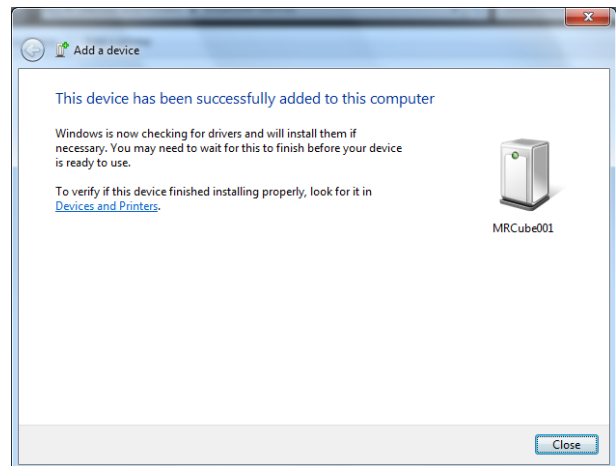 Add a device
This device has been successfully added to this computer
Windows is now checking for drivers and will install them if
necessary. You may need to wait for this to finish before your device
is ready to use.
To verify if this device finished installing properly, look for it in
Devices and Printers.
MRCube001
Close